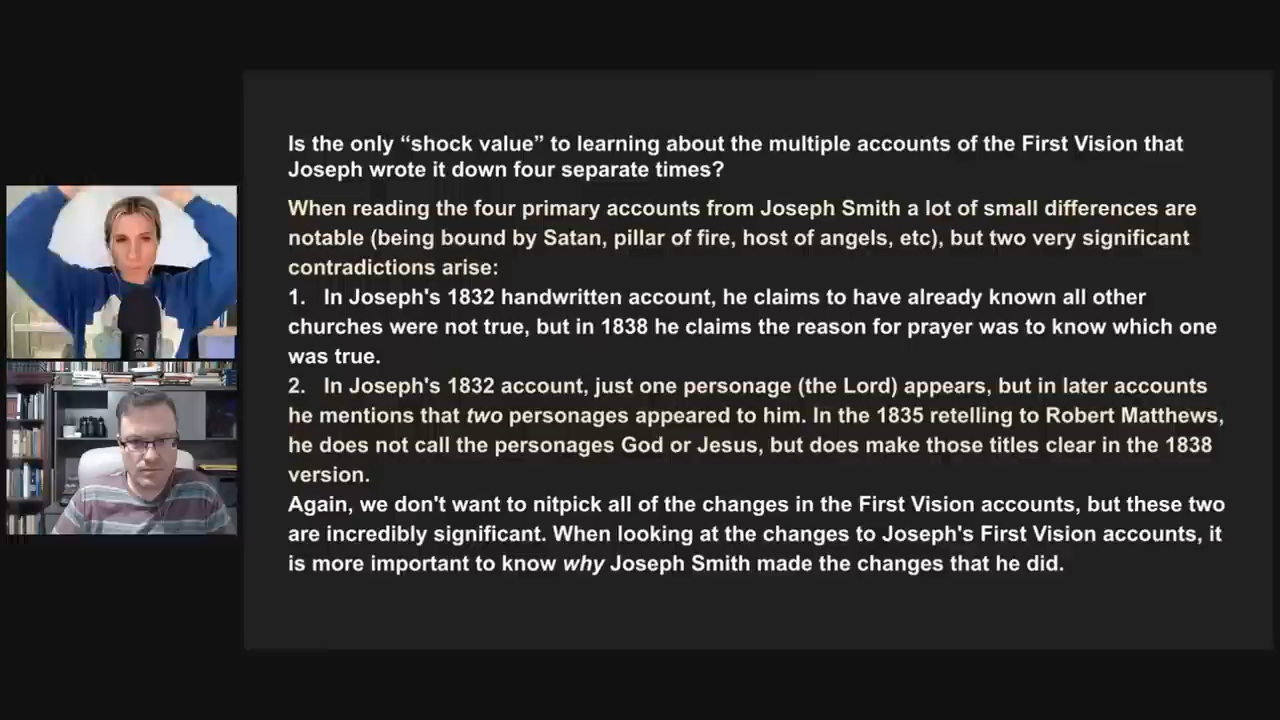 Is the only “shock value” to learning about the multiple accounts of the First Vision that
Joseph wrote it down four separate times?
When reading the four primary accounts from Joseph Smith a lot of small differences are
notable (being bound by Satan, pillar of fire, host of angels, etc), but two very significant
contradictions arise:
1. In Joseph's 1832 handwritten account, he claims to have already known all other
churches were not true, but in 1838 he claims the reason for prayer was to know which one
was true.
2. In Joseph's 1832 account, just one personage (the Lord) appears, but in later accounts
he mentions that two personages appeared to him. In the 1835 retelling to Robert Matthews,
he does not call the personages God or Jesus, but does make those titles clear in the 1838
version.
Again, we don't want to nitpick all of the changes in the First Vision accounts, but these two
are incredibly significant. When looking at the changes to Joseph's First Vision accounts, it
is more important to know why Joseph Smith made the changes that he did.